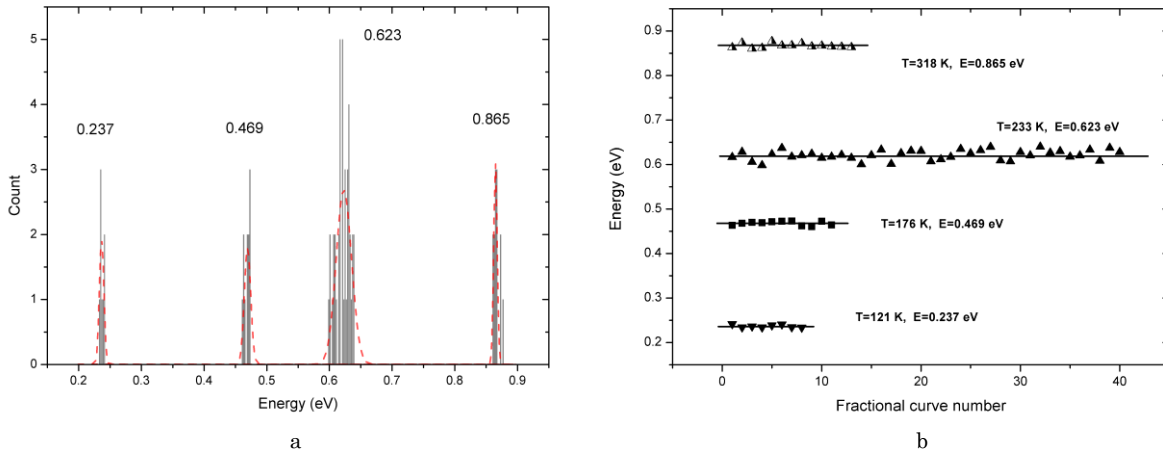 0.623
0.865
0.469
0.237
5
4
3
2
1
0
Count
0.2 0.3 0.4 0.5 0.6 0.7 0.8 0.9
Energy (eV)
a
0.9
0.8
0.7
0.6
0.5
0.4
0.3
0.2
Energy (eV)
T=318 K, E=0.865 eV
T=233 K, E=0.623 eV
T=176 K, E=0.469 eV
T=121 K, E=0.237 eV
0 10 20 30 40
Fractional curve number
b